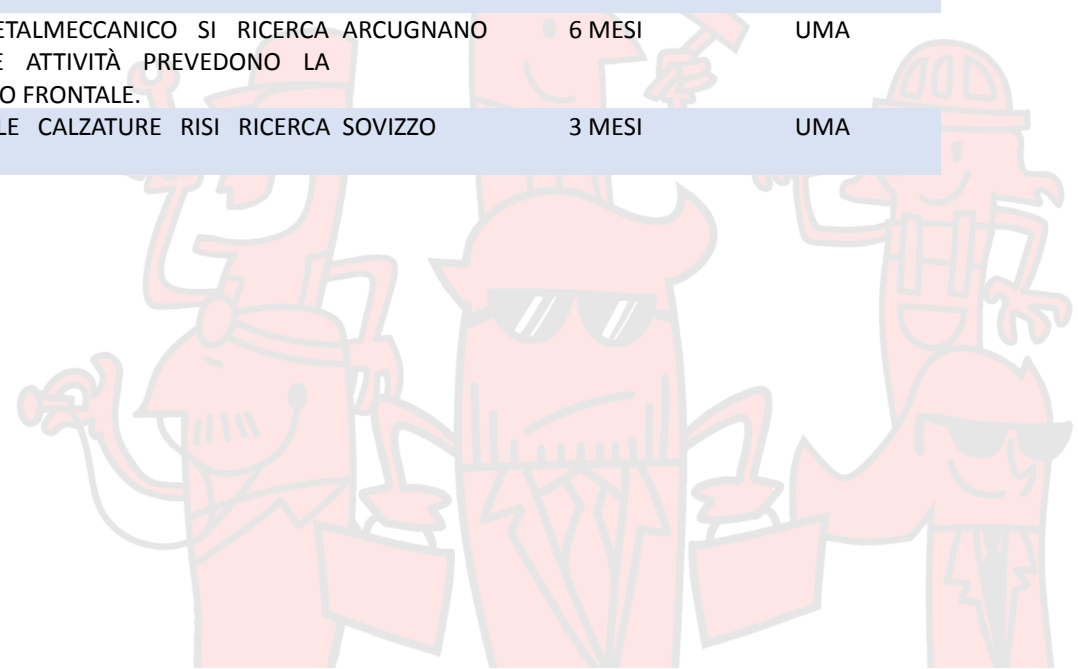 ETALMECCANICO SI RICERCA ARCUGNANO 6 MESI UMA
E ATTIVITÀ PREVEDONO LA
O FRONTALE.
LE CALZATURE RISI RICERCA SOVIZZO 3 MESI UMA